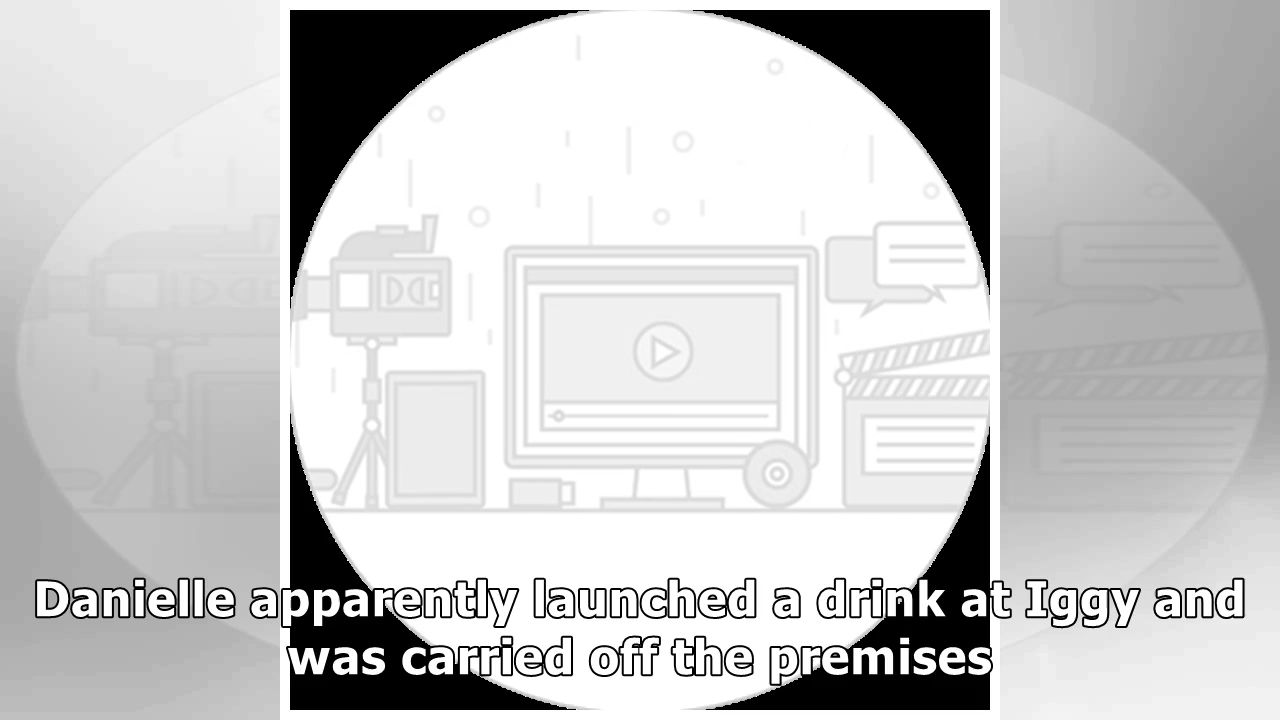 Danielle apparently launched a drink at Iggy and
was carried off the premises